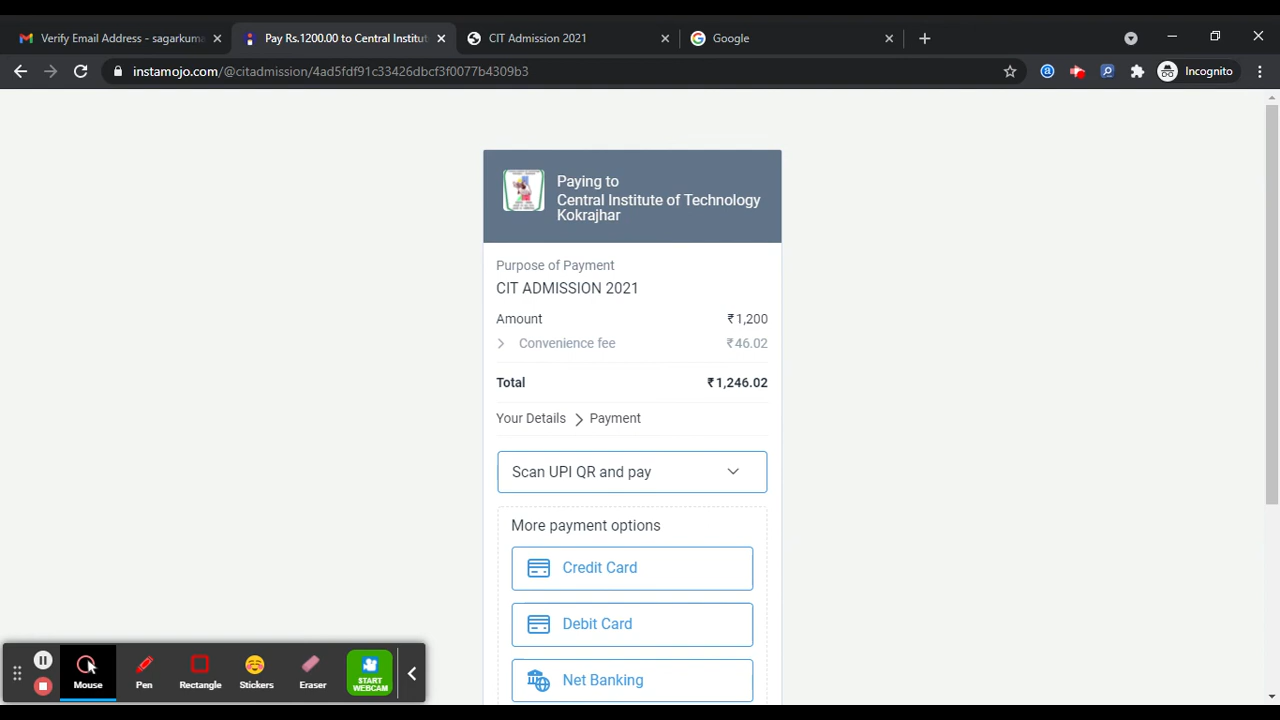 Verify Email Address - sagarkuma
Pay Rs.1200.00 to Central Institut
CIT Admission 2021
Google
instamojo.com/@citadmission/4ad5fdf91c33426dbcf3f0077b4309b3
Incognito
Paying to
Central Institute of Technology
Kokrajhar
Purpose of Payment
CIT ADMISSION 2021
Amount ₹1,200
Convenience fee ₹46.02
Total ₹1,246.02
Your Details > Payment
Scan UPI QR and pay
More payment options
Credit Card
Debit Card
Net Banking
Mouse
Pen
Rectangle
Stickers
Eraser
START
WEBCAM